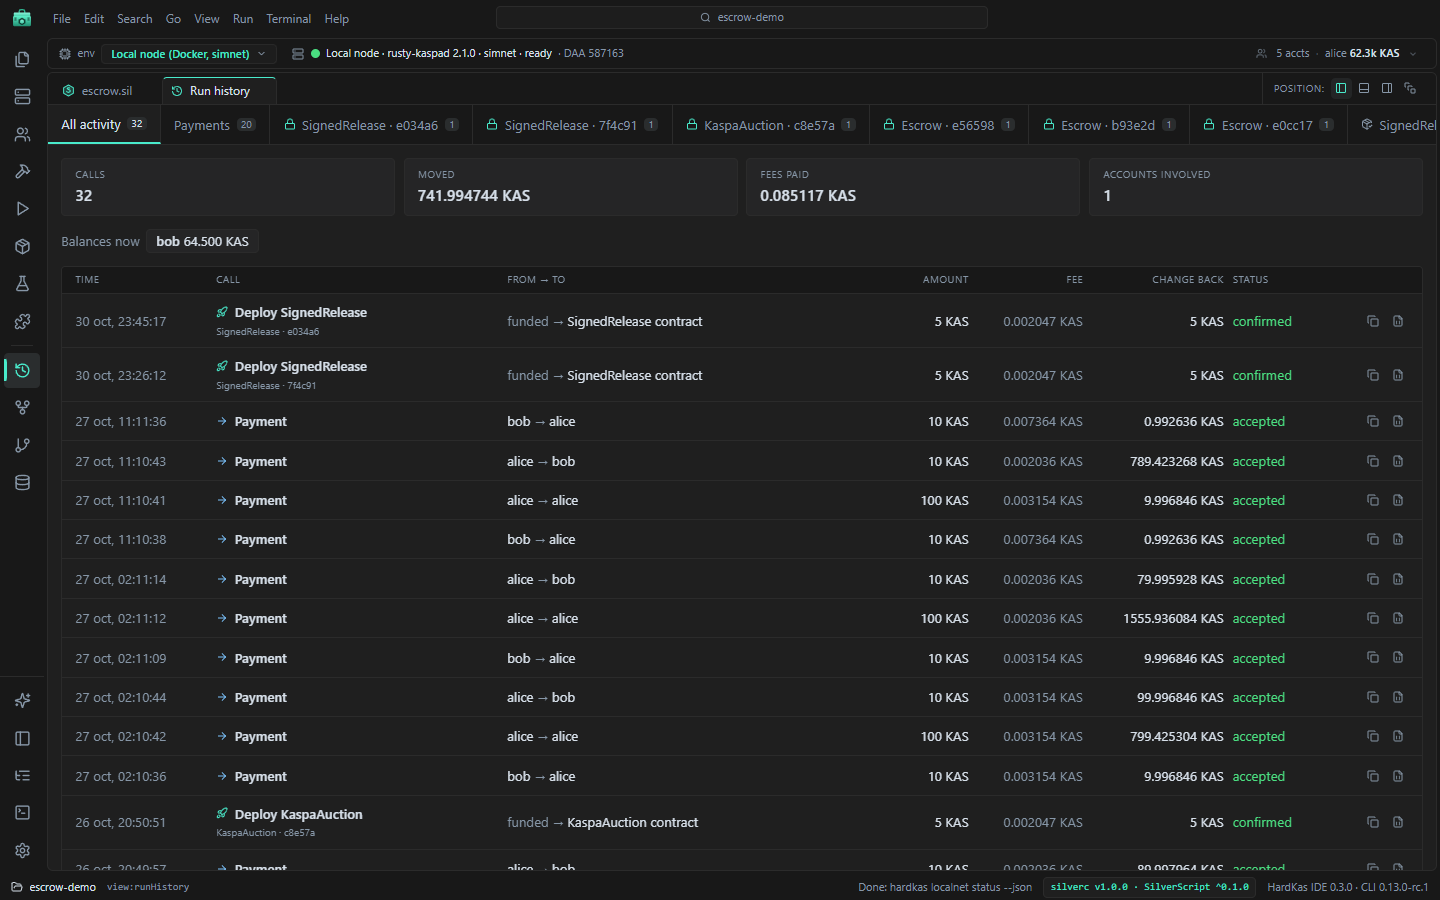 File Edit Search Go View Run Terminal Help
escrow-demo
env Local node (Docker, simnet) Local node · rusty-kaspad 2.1.0 · simnet · ready · DAA 587163
5 accts · alice 62.3k KAS
escrow.sil Run history
POSITION:
All activity 32 Payments 20 SignedRelease · e034a6 1 SignedRelease · 7f4c91 1 KaspaAuction · c8e57a 1 Escrow · e56598 1 Escrow · b93e2d 1 Escrow · e0cc17 1 SignedRel
CALLS MOVED FEES PAID ACCOUNTS INVOLVED
32 741.994744 KAS 0.085117 KAS 1
Balances now bob 64.500 KAS
TIME CALL FROM → TO AMOUNT FEE CHANGE BACK STATUS
30 oct, 23:45:17 Deploy SignedRelease funded → SignedRelease contract 5 KAS 0.002047 KAS 5 KAS confirmed
SignedRelease · e034a6
30 oct, 23:26:12 Deploy SignedRelease funded → SignedRelease contract 5 KAS 0.002047 KAS 5 KAS confirmed
SignedRelease · 7f4c91
27 oct, 11:11:36 → Payment bob → alice 10 KAS 0.007364 KAS 0.992636 KAS accepted
27 oct, 11:10:43 → Payment alice → bob 10 KAS 0.002036 KAS 789.423268 KAS accepted
27 oct, 11:10:41 → Payment alice → alice 100 KAS 0.003154 KAS 9.996846 KAS accepted
27 oct, 11:10:38 → Payment bob → alice 10 KAS 0.007364 KAS 0.992636 KAS accepted
27 oct, 02:11:14 → Payment alice → bob 10 KAS 0.002036 KAS 79.995928 KAS accepted
27 oct, 02:11:12 → Payment alice → alice 100 KAS 0.002036 KAS 1555.936084 KAS accepted
27 oct, 02:11:09 → Payment bob → alice 10 KAS 0.003154 KAS 9.996846 KAS accepted
27 oct, 02:10:44 → Payment alice → bob 10 KAS 0.003154 KAS 99.996846 KAS accepted
27 oct, 02:10:42 → Payment alice → alice 100 KAS 0.003154 KAS 799.425304 KAS accepted
27 oct, 02:10:36 → Payment bob → alice 10 KAS 0.003154 KAS 9.996846 KAS accepted
26 oct, 20:50:51 Deploy KaspaAuction funded → KaspaAuction contract 5 KAS 0.002047 KAS 5 KAS confirmed
KaspaAuction · c8e57a
26 oct, 20:49:57 → Payment alice → bob 10 KAS 0.002036 KAS 89.997964 KAS accepted
escrow-demo view:runHistory
Done: hardkas localnet status --json silverc v1.0.0 · SilverScript ^0.1.0 HardKas IDE 0.3.0 · CLI 0.13.0-rc.1